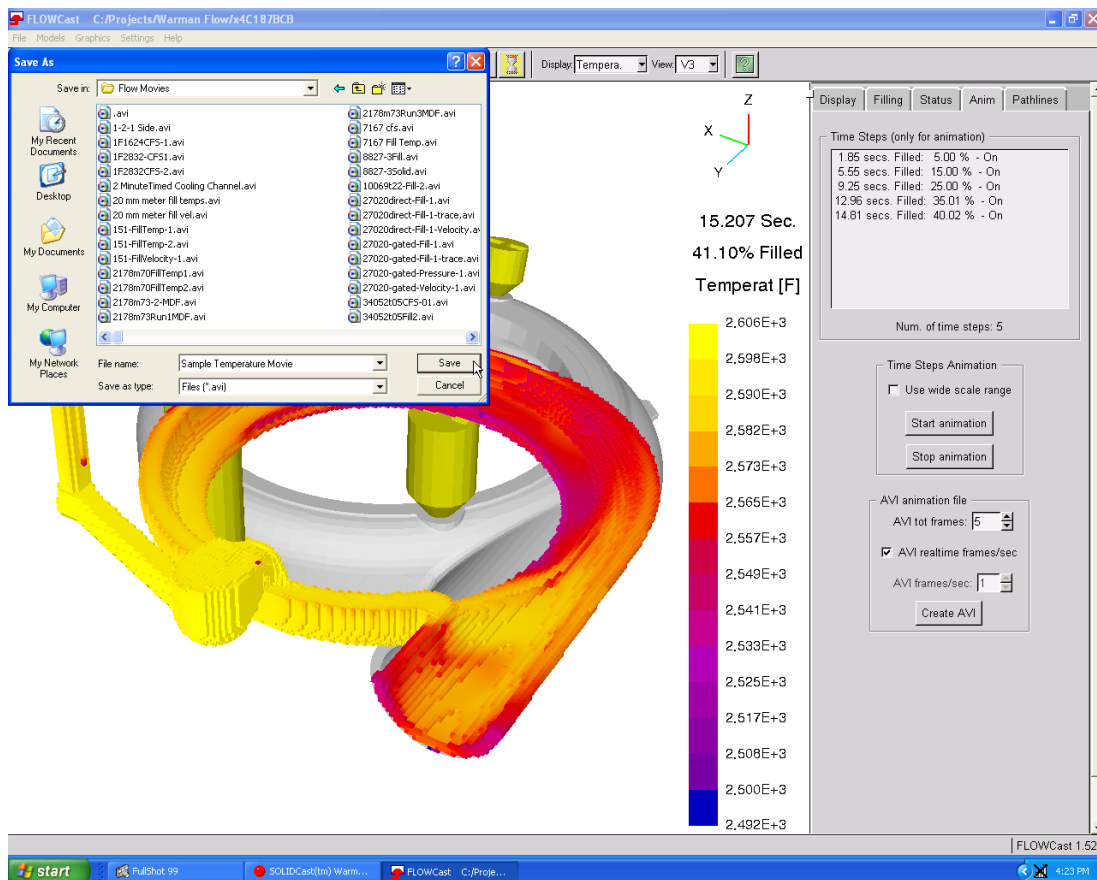 FLOWCast C:/Projects/Warman Flow/x4C187BCB
File Models Graphics Settings Help
Save As
Save in: Flow Movies
My Recent Documents
Desktop
My Documents
My Computer
My Network Places
.avi
1-2-1 Side.avi
1F1624CFS-1.avi
1F2832-CFS1.avi
1F2832CFS-2.avi
2 MinuteTimed Cooling Channel.avi
20 mm meter fill temps.avi
20 mm meter fill vel.avi
151-FillTemp-1.avi
151-FillTemp-2.avi
151-FillVelocity-1.avi
2178m70FillTemp1.avi
2178m70FillTemp2.avi
2178m73-2-MDF.avi
2178m73Run1MDF.avi
2178m73Run3MDF.avi
7167 cfs.avi
7167 Fill Temp.avi
8827-3Fill.avi
8827-3Solid.avi
10069t22-Fill-2.avi
27020direct-Fill-1.avi
27020direct-Fill-1-trace.avi
27020direct-Fill-1-Velocity.av
27020-gated-Fill-1.avi
27020-gated-Fill-1-trace.avi
27020-gated-Pressure-1.avi
27020-gated-Velocity-1.avi
34052t05CFS-01.avi
34052t05Fill2.avi
File name: Sample Temperature Movie Save
Save as type: Files (*.avi) Cancel
Display: Tempera. View: V3
Z
X
Y
15.207 Sec.
41.10% Filled
Temperat [F]
2.606E+3
2.598E+3
2.590E+3
2.582E+3
2.573E+3
2.565E+3
2.557E+3
2.549E+3
2.541E+3
2.533E+3
2.525E+3
2.517E+3
2.508E+3
2.500E+3
2.492E+3
Display Filling Status Anim Pathlines
Time Steps (only for animation)
1.85 secs. Filled: 5.00 % - On
5.55 secs. Filled: 15.00 % - On
9.25 secs. Filled: 25.00 % - On
12.96 secs. Filled: 35.01 % - On
14.81 secs. Filled: 40.02 % - On
Num. of time steps: 5
Time Steps Animation
Use wide scale range
Start animation
Stop animation
AVI animation file
AVI tot frames: 5
AVI realtime frames/sec
AVI frames/sec: 1
Create AVI
FLOWCast 1.52
start FullShot 99 SOLIDCast(tm) Warm... FLOWCast C:/Proje... 4:23 PM